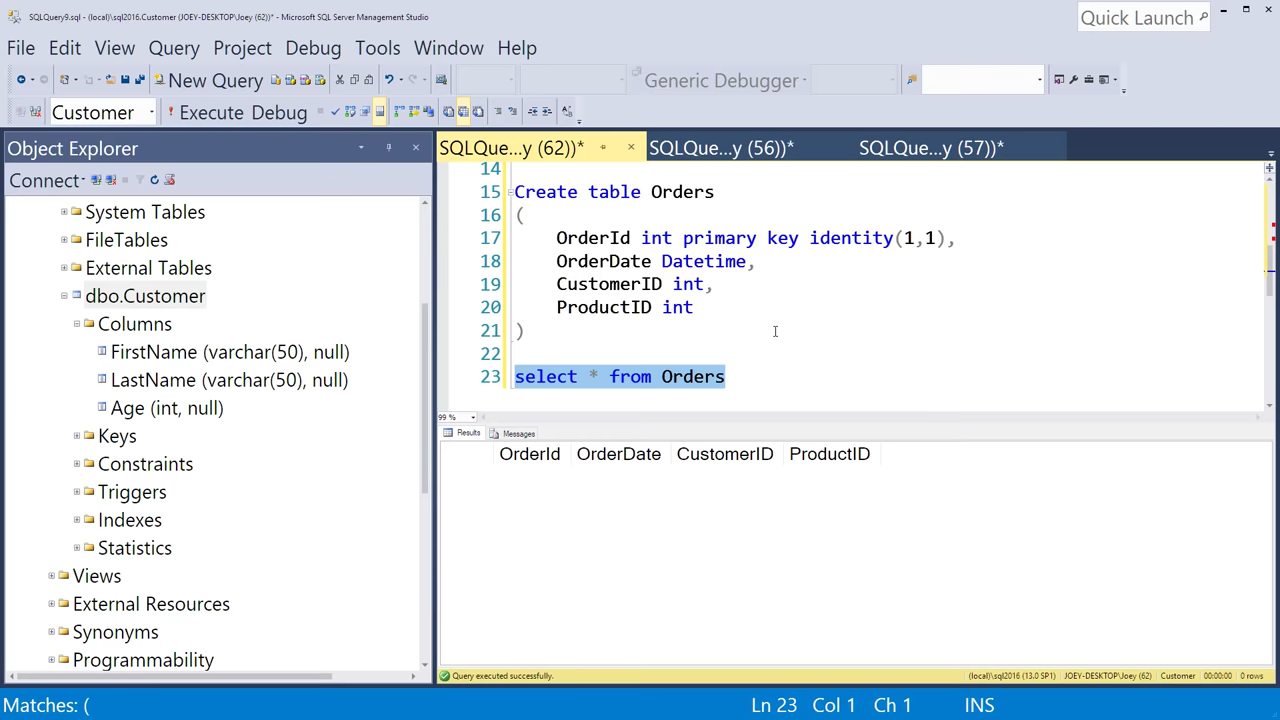 SQLQuery9.sql - (local)\sql2016.Customer (JOEY-DESKTOP\Joey (62))* - Microsoft SQL Server Management Studio
Quick Launch
File Edit View Query Project Debug Tools Window Help
New Query Generic Debugger
Customer Execute Debug
Object Explorer
Connect
System Tables
FileTables
External Tables
dbo.Customer
Columns
FirstName (varchar(50), null)
LastName (varchar(50), null)
Age (int, null)
Keys
Constraints
Triggers
Indexes
Statistics
Views
External Resources
Synonyms
Programmability
SQLQue...y (62))* SQLQue...y (56))* SQLQue...y (57))*
14
15 Create table Orders
16 (
17 OrderId int primary key identity(1,1),
18 OrderDate Datetime,
19 CustomerID int,
20 ProductID int
21 )
22
23 select * from Orders
99 %
Results Messages
OrderId OrderDate CustomerID ProductID
Query executed successfully. (local)\sql2016 (13.0 SP1) JOEY-DESKTOP\Joey (62) Customer 00:00:00 0 rows
Matches: ( Ln 23 Col 1 Ch 1 INS